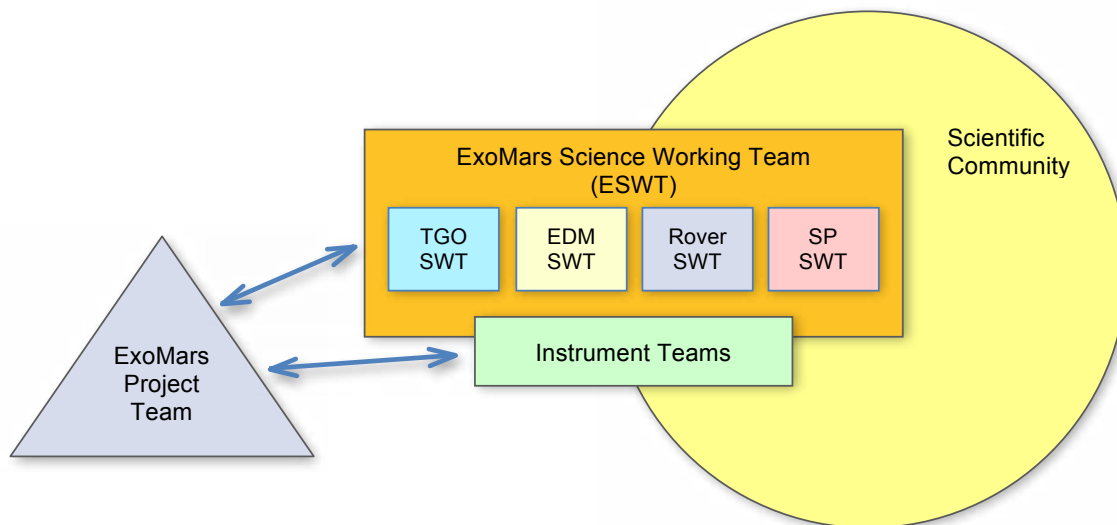 ExoMars Science Working Team
(ESWT)
Scientific
Community
TGO
SWT
EDM
SWT
Rover
SWT
SP
SWT
Instrument Teams
ExoMars
Project
Team